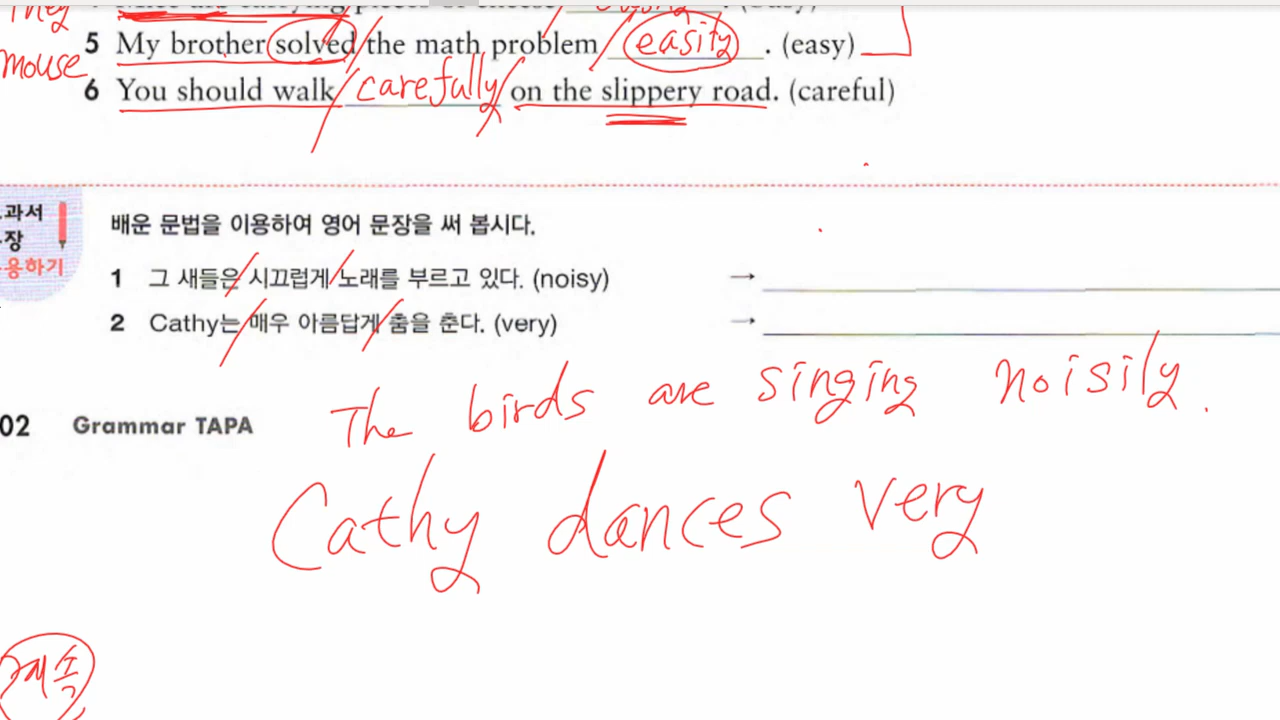 They
5 My brother solved the math problem easily . (easy)
mouse
6 You should walk carefully on the slippery road. (careful)
과서
장
용하기
배운 문법을 이용하여 영어 문장을 써 봅시다.
1 그 새들은 시끄럽게 노래를 부르고 있다. (noisy) →
2 Cathy는 매우 아름답게 춤을 춘다. (very) →
The birds are singing noisily.
02 Grammar TAPA
Cathy dances very
계속